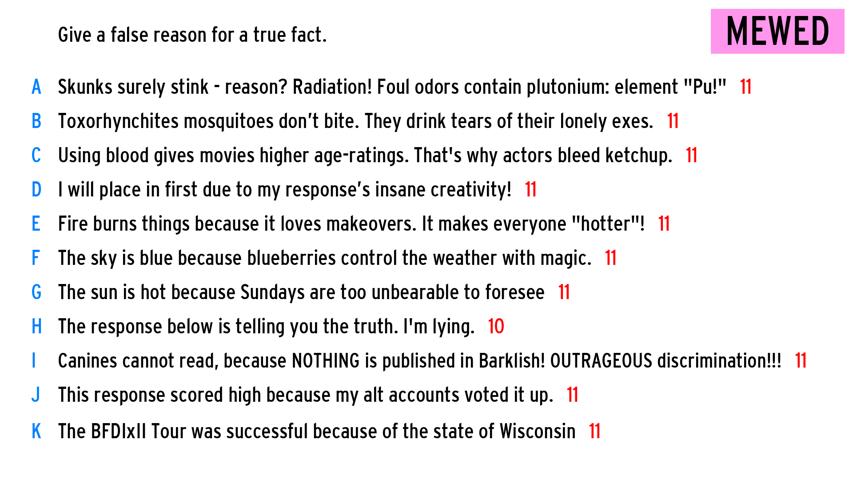 Give a false reason for a true fact.
MEWED
A Skunks surely stink - reason? Radiation! Foul odors contain plutonium: element "Pu!" 11
B Toxorhynchites mosquitoes don't bite. They drink tears of their lonely exes. 11
C Using blood gives movies higher age-ratings. That's why actors bleed ketchup. 11
D I will place in first due to my response's insane creativity! 11
E Fire burns things because it loves makeovers. It makes everyone "hotter"! 11
F The sky is blue because blueberries control the weather with magic. 11
G The sun is hot because Sundays are too unbearable to foresee 11
H The response below is telling you the truth. I'm lying. 10
I Canines cannot read, because NOTHING is published in Barklish! OUTRAGEOUS discrimination!!! 11
J This response scored high because my alt accounts voted it up. 11
K The BFDIxII Tour was successful because of the state of Wisconsin 11